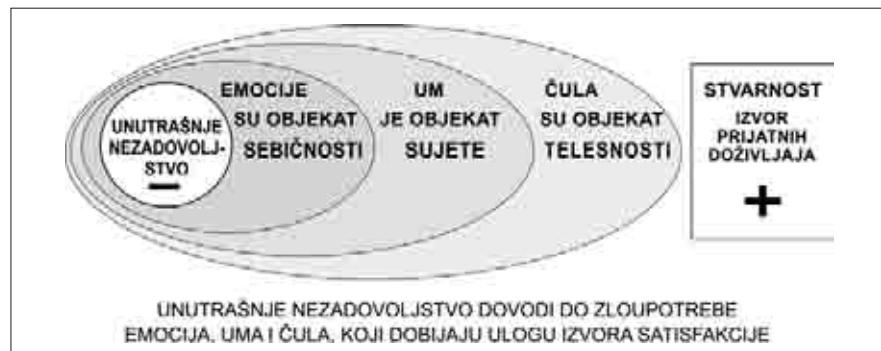 UNUTRAŠNJE
NEZADOVOLJ-
STVO
EMOCIJE
SU OBJEKAT
SEBIČNOSTI
UM
JE OBJEKAT
SUJETE
ČULA
SU OBJEKAT
TELESNOSTI
STVARNOST
IZVOR
PRIJATNIH
DOŽIVLJAJA
UNUTRAŠNJE NEZADOVOLJSTVO DOVODI DO ZLOUPOTREBE
EMOCIJA, UMA I ČULA, KOJI DOBIJAJU ULOGU IZVORA SATISFAKCIJE